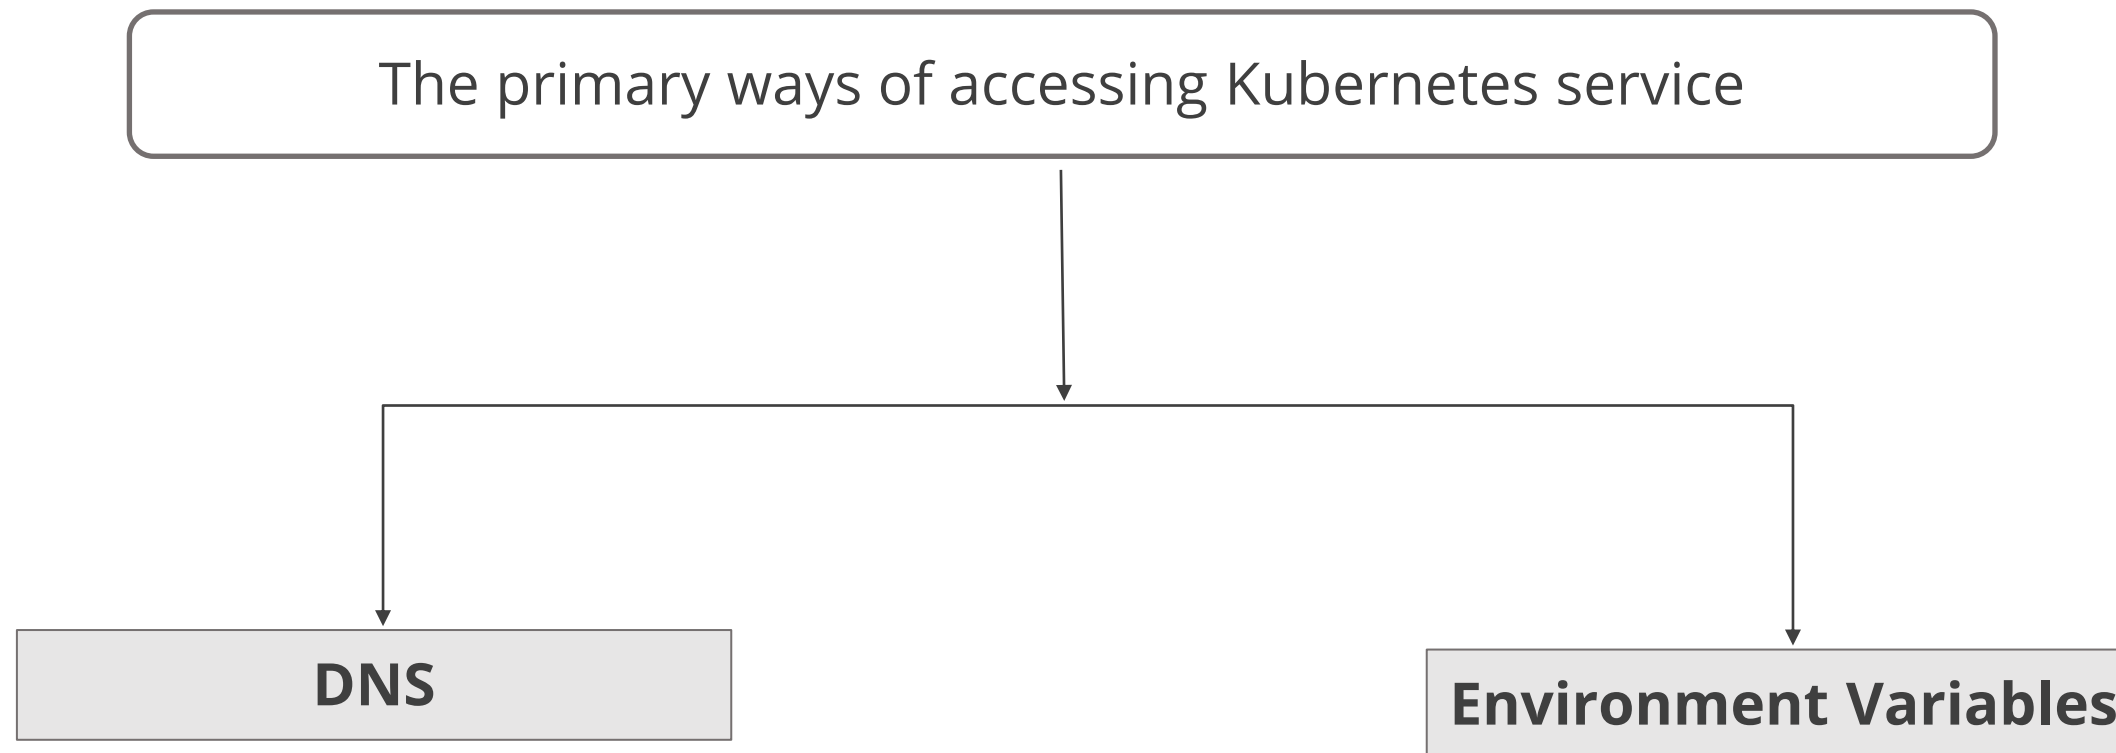 The primary ways of accessing Kubernetes service
DNS
Environment Variables